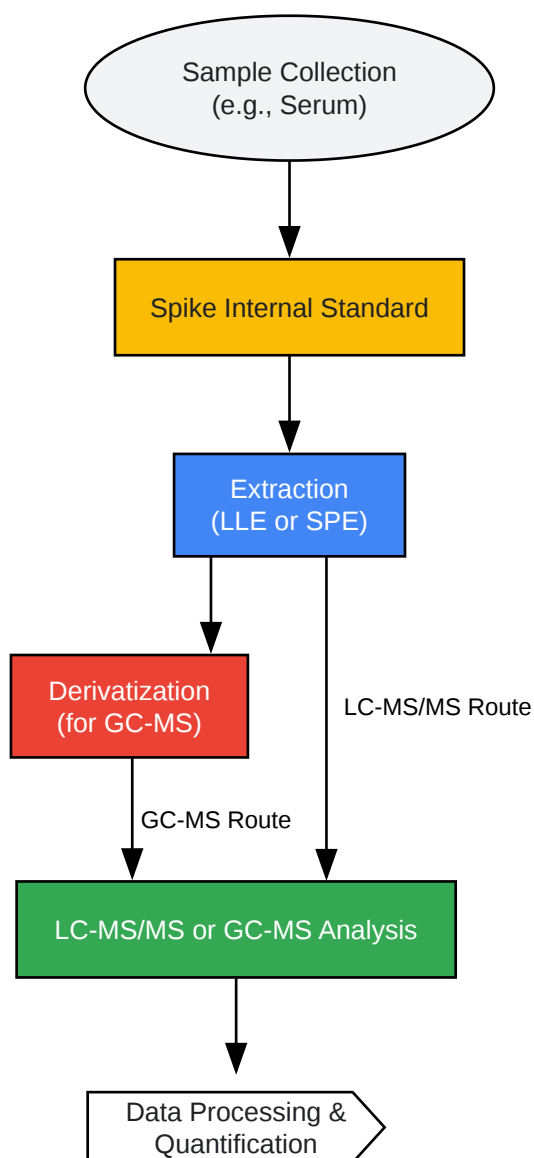 Sample Collection
(e.g., Serum)
Spike Internal Standard
Extraction
(LLE or SPE)
Derivatization
(for GC-MS)
LC-MS/MS Route
GC-MS Route
LC-MS/MS or GC-MS Analysis
Data Processing &
Quantification